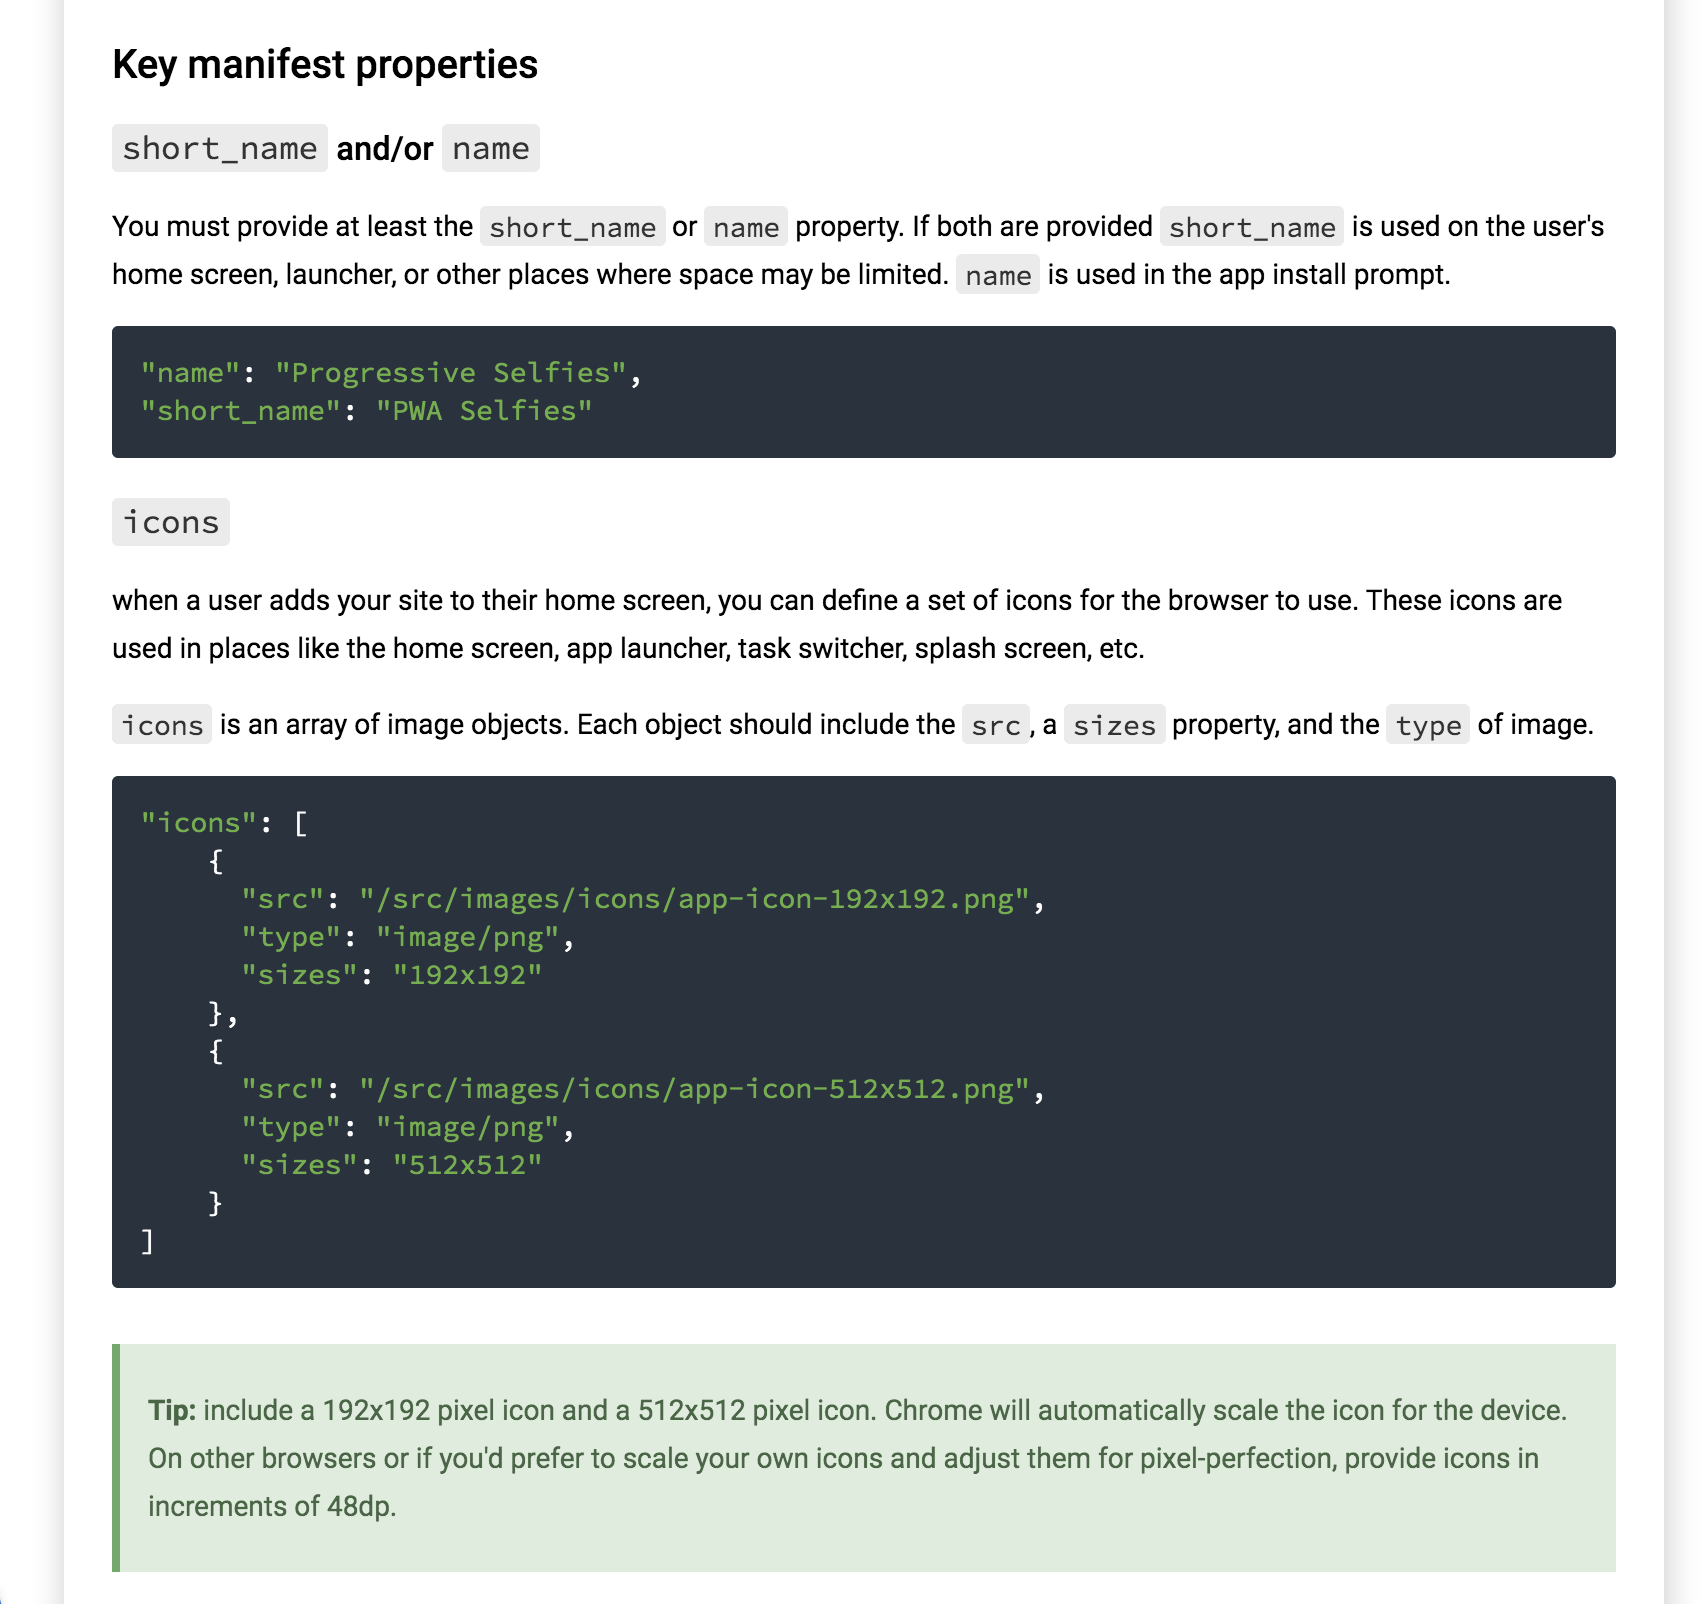 Key manifest properties
short_name and/or name
You must provide at least the short_name or name property. If both are provided short_name is used on the user's
home screen, launcher, or other places where space may be limited. name is used in the app install prompt.
"name": "Progressive Selfies",
"short_name": "PWA Selfies"
icons
when a user adds your site to their home screen, you can define a set of icons for the browser to use. These icons are
used in places like the home screen, app launcher, task switcher, splash screen, etc.
icons is an array of image objects. Each object should include the src, a sizes property, and the type of image.
"icons": [
    {
      "src": "/src/images/icons/app-icon-192x192.png",
      "type": "image/png",
      "sizes": "192x192"
    },
    {
      "src": "/src/images/icons/app-icon-512x512.png",
      "type": "image/png",
      "sizes": "512x512"
    }
]
Tip: include a 192x192 pixel icon and a 512x512 pixel icon. Chrome will automatically scale the icon for the device.
On other browsers or if you'd prefer to scale your own icons and adjust them for pixel-perfection, provide icons in
increments of 48dp.